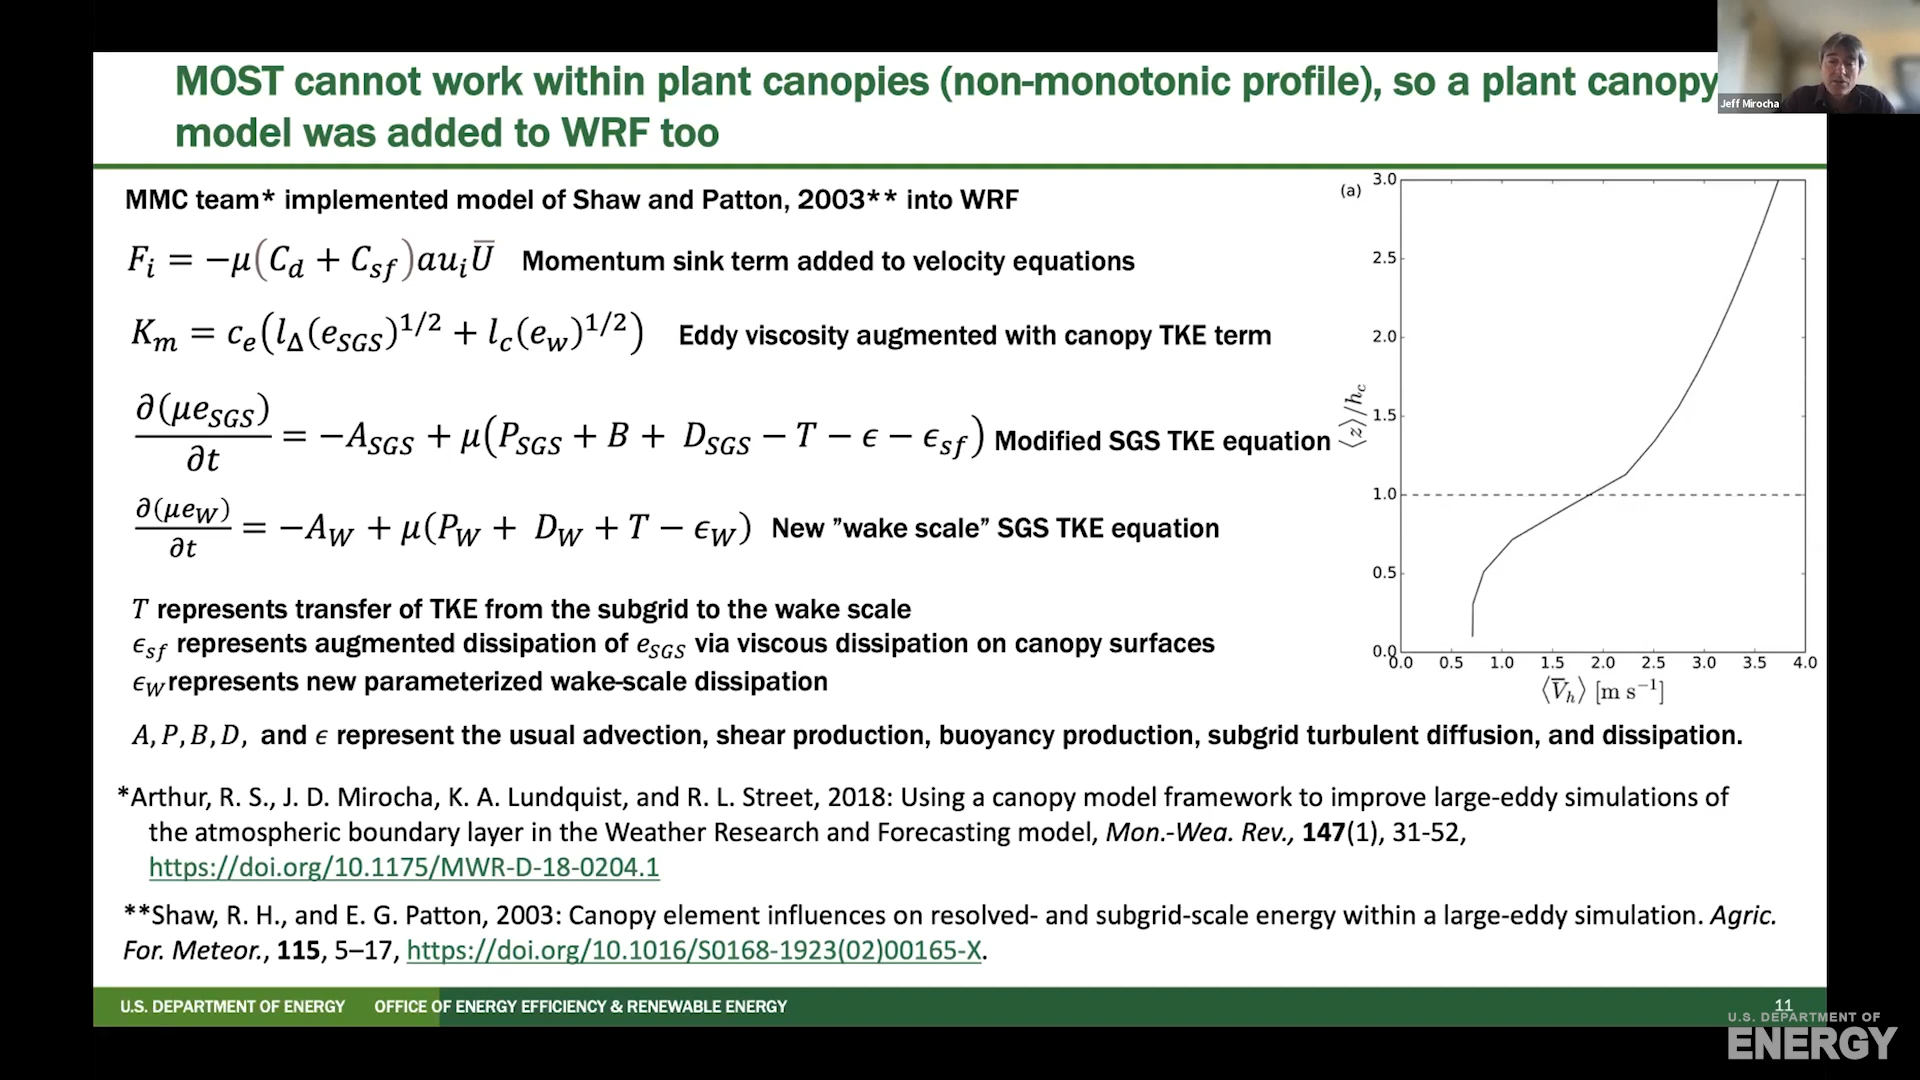 MOST cannot work within plant canopies (non-monotonic profile), so a plant canopy
model was added to WRF too
Jeff Mirocha
MMC team* implemented model of Shaw and Patton, 2003** into WRF
F_i = −μ(C_d + C_sf)au_iU̅ Momentum sink term added to velocity equations
K_m = c_e(l_Δ(e_SGS)^1/2 + l_c(e_w)^1/2) Eddy viscosity augmented with canopy TKE term
∂(μe_SGS)/∂t = −A_SGS + μ(P_SGS + B + D_SGS − T − ϵ − ϵ_sf) Modified SGS TKE equation
∂(μe_W)/∂t = −A_W + μ(P_W + D_W + T − ϵ_W) New ”wake scale” SGS TKE equation
T represents transfer of TKE from the subgrid to the wake scale
ϵ_sf represents augmented dissipation of e_SGS via viscous dissipation on canopy surfaces
ϵ_W represents new parameterized wake-scale dissipation
A, P, B, D, and ϵ represent the usual advection, shear production, buoyancy production, subgrid turbulent diffusion, and dissipation.
(a)
3.0
2.5
2.0
1.5
1.0
0.5
0.0
⟨z⟩/h_c
0.0 0.5 1.0 1.5 2.0 2.5 3.0 3.5 4.0
⟨V̅_h⟩ [m s⁻¹]
*Arthur, R. S., J. D. Mirocha, K. A. Lundquist, and R. L. Street, 2018: Using a canopy model framework to improve large-eddy simulations of
the atmospheric boundary layer in the Weather Research and Forecasting model, Mon.-Wea. Rev., 147(1), 31-52,
https://doi.org/10.1175/MWR-D-18-0204.1
**Shaw, R. H., and E. G. Patton, 2003: Canopy element influences on resolved- and subgrid-scale energy within a large-eddy simulation. Agric.
For. Meteor., 115, 5–17, https://doi.org/10.1016/S0168-1923(02)00165-X.
U.S. DEPARTMENT OF ENERGY OFFICE OF ENERGY EFFICIENCY & RENEWABLE ENERGY
11
U.S. DEPARTMENT OF
ENERGY